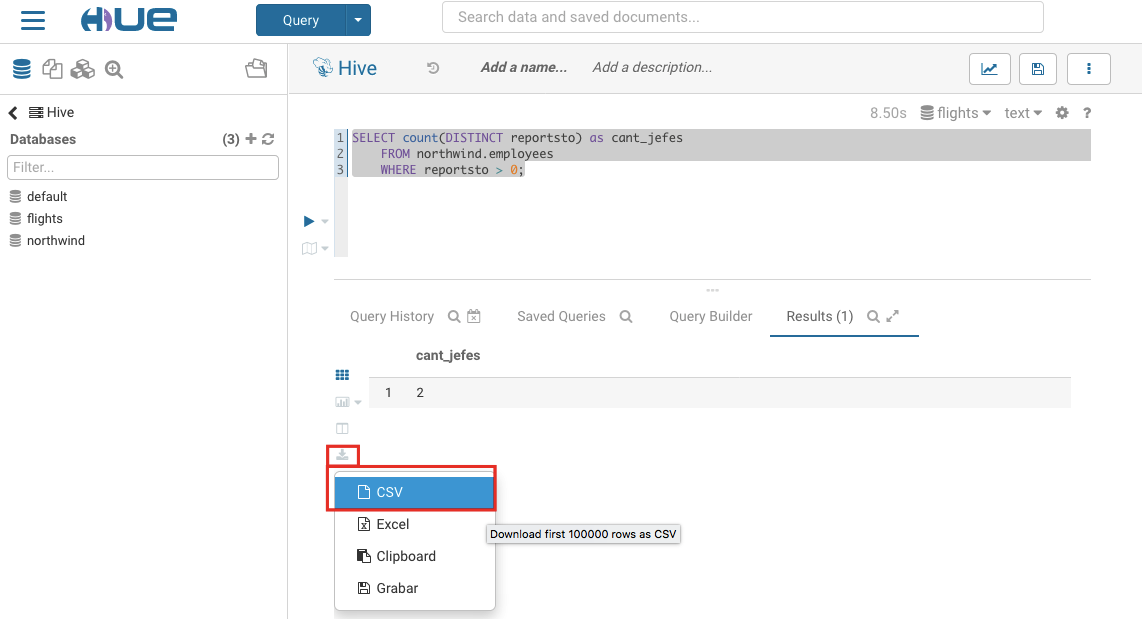 HUE
Query
Search data and saved documents...
Hive
Add a name...
Add a description...
Hive
Databases
(3)
Filter...
default
flights
northwind
8.50s
flights
text
?
1 SELECT count(DISTINCT reportsto) as cant_jefes
2 FROM northwind.employees
3 WHERE reportsto > 0;
Query History
Saved Queries
Query Builder
Results (1)
cant_jefes
1 2
CSV
Excel
Download first 100000 rows as CSV
Clipboard
Grabar